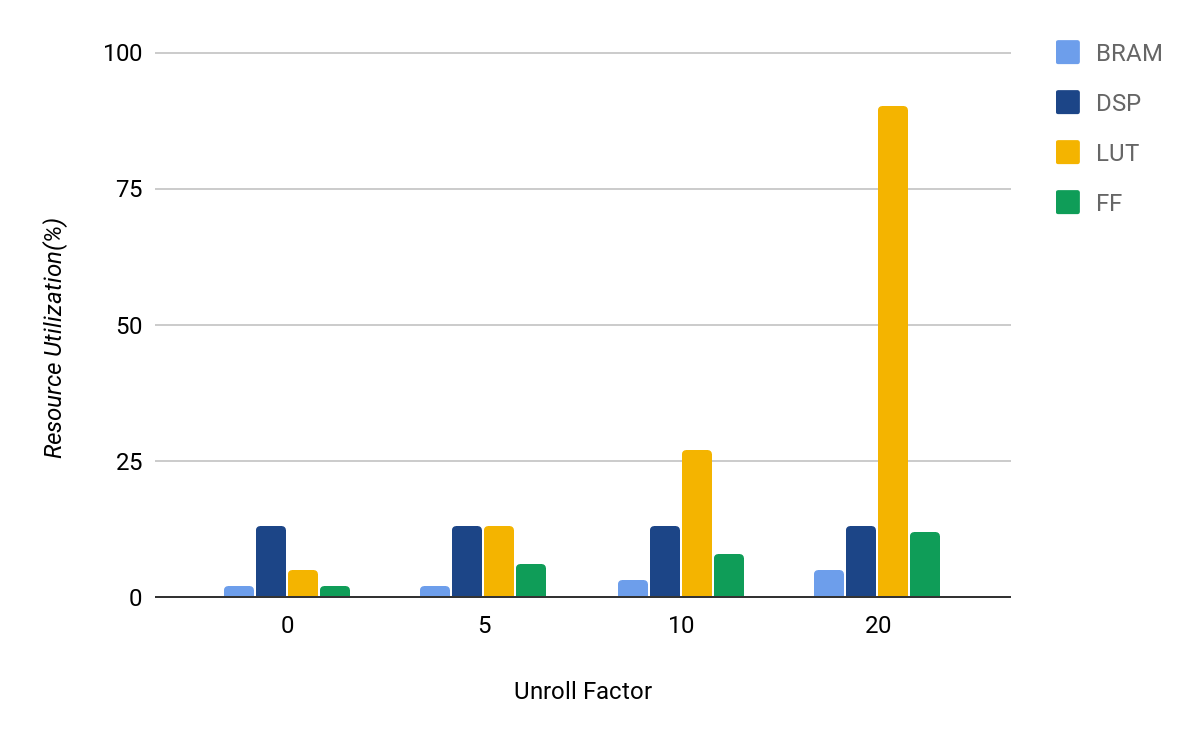 100
75
50
25
0
Resource Utilization(%)
0 5 10 20
Unroll Factor
BRAM
DSP
LUT
FF